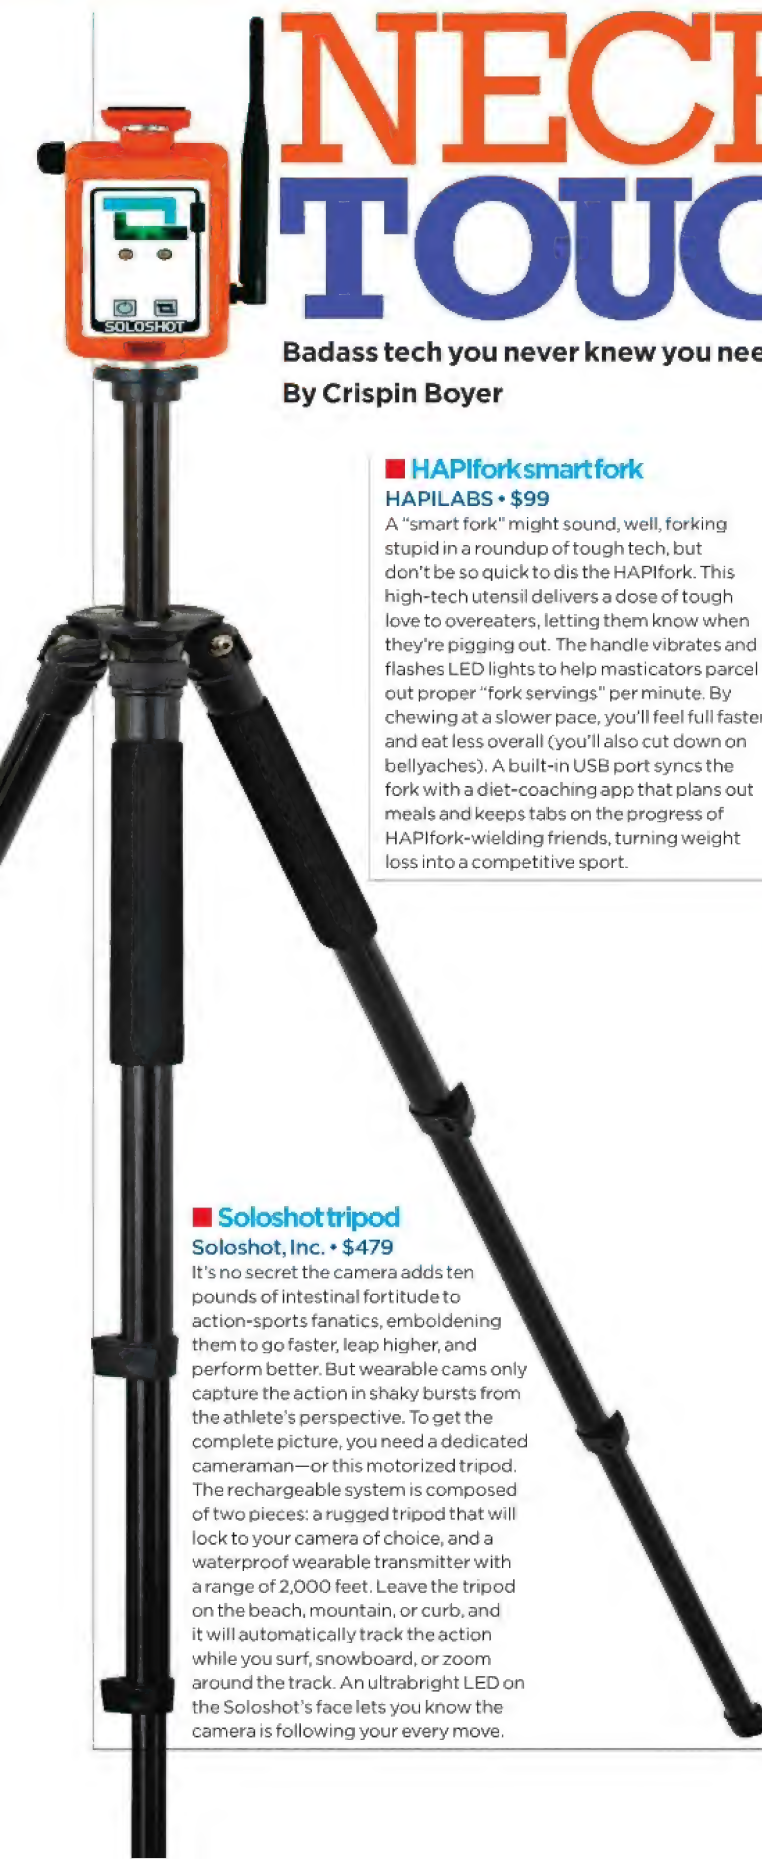 NECE
TOUG
Badass tech you never knew you nee
By Crispin Boyer
SOLOSHOT
HAPIfork smart fork
HAPILABS • $99
A “smart fork” might sound, well, forking
stupid in a roundup of tough tech, but
don't be so quick to dis the HAPIfork. This
high-tech utensil delivers a dose of tough
love to overeaters, letting them know when
they're pigging out. The handle vibrates and
flashes LED lights to help masticators parcel
out proper “fork servings” per minute. By
chewing at a slower pace, you'll feel full faster
and eat less overall (you'll also cut down on
bellyaches). A built-in USB port syncs the
fork with a diet-coaching app that plans out
meals and keeps tabs on the progress of
HAPIfork-wielding friends, turning weight
loss into a competitive sport.
Soloshot tripod
Soloshot, Inc. • $479
It's no secret the camera adds ten
pounds of intestinal fortitude to
action-sports fanatics, emboldening
them to go faster, leap higher, and
perform better. But wearable cams only
capture the action in shaky bursts from
the athlete's perspective. To get the
complete picture, you need a dedicated
cameraman—or this motorized tripod.
The rechargeable system is composed
of two pieces: a rugged tripod that will
lock to your camera of choice, and a
waterproof wearable transmitter with
a range of 2,000 feet. Leave the tripod
on the beach, mountain, or curb, and
it will automatically track the action
while you surf, snowboard, or zoom
around the track. An ultrabright LED on
the Soloshot's face lets you know the
camera is following your every move.